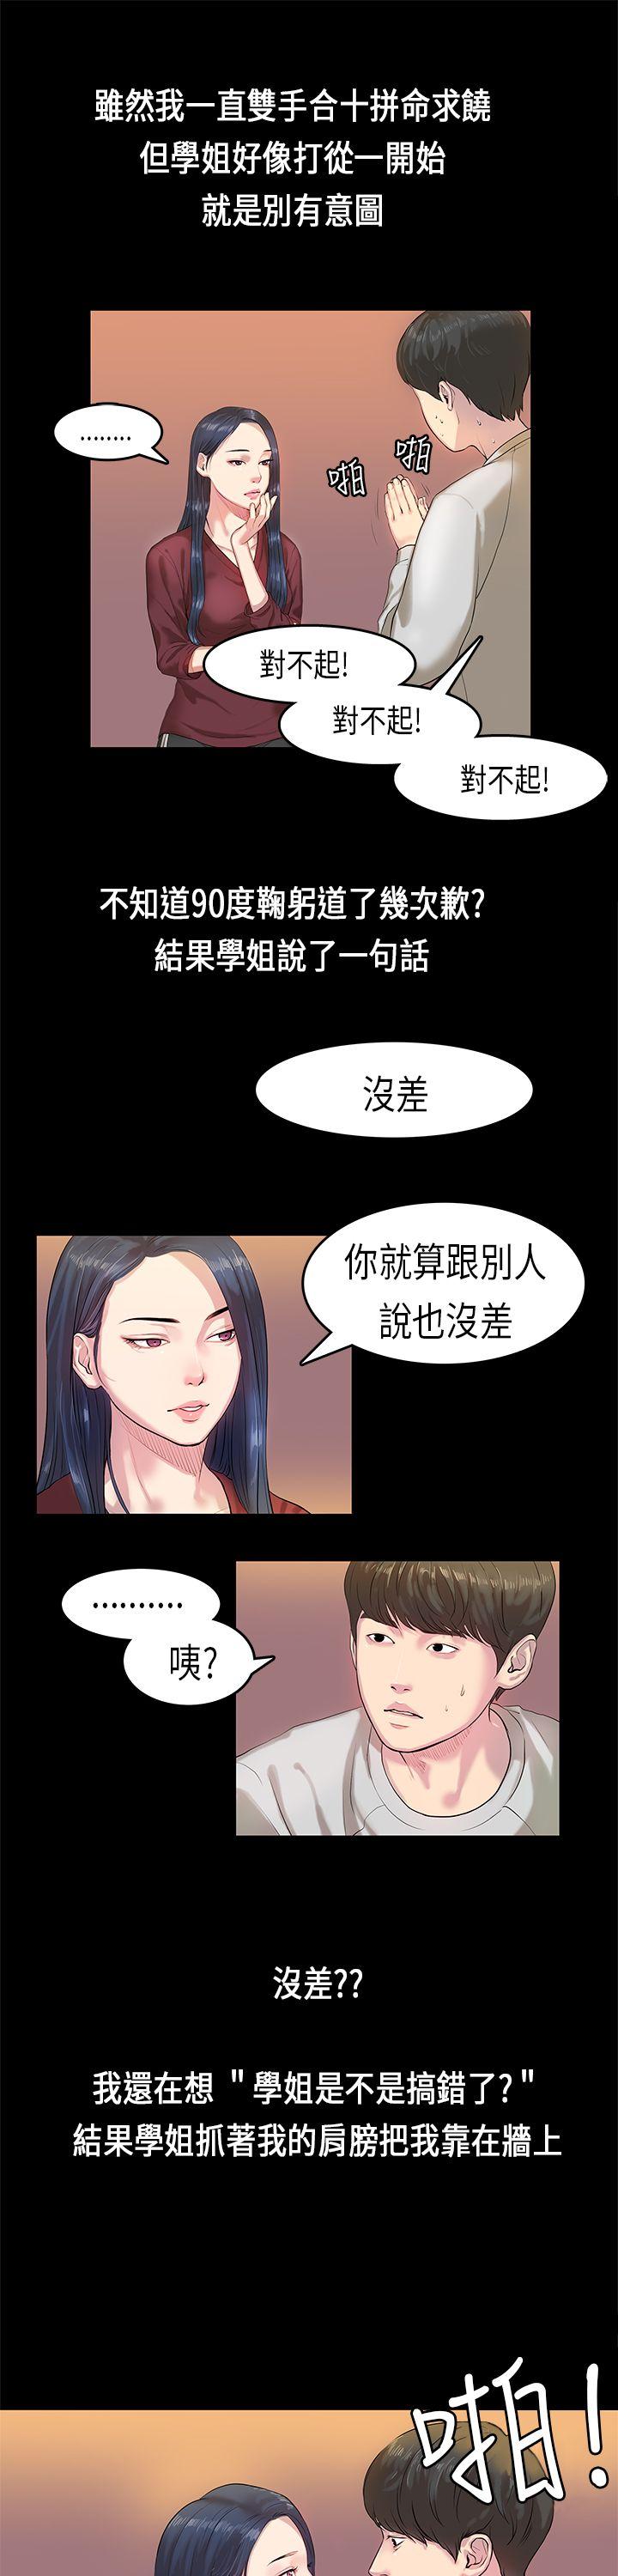 雖然我一直雙手合十拼命求饒
但學姐好像打從一開始
就是別有意圖
........
啪
啪
對不起!
對不起!
對不起!
不知道90度鞠躬道了幾次歉?
結果學姐說了一句話
沒差
你就算跟別人
說也沒差
..........
咦?
沒差??
我還在想 "學姐是不是搞錯了?"
結果學姐抓著我的肩膀把我靠在牆上
啪!